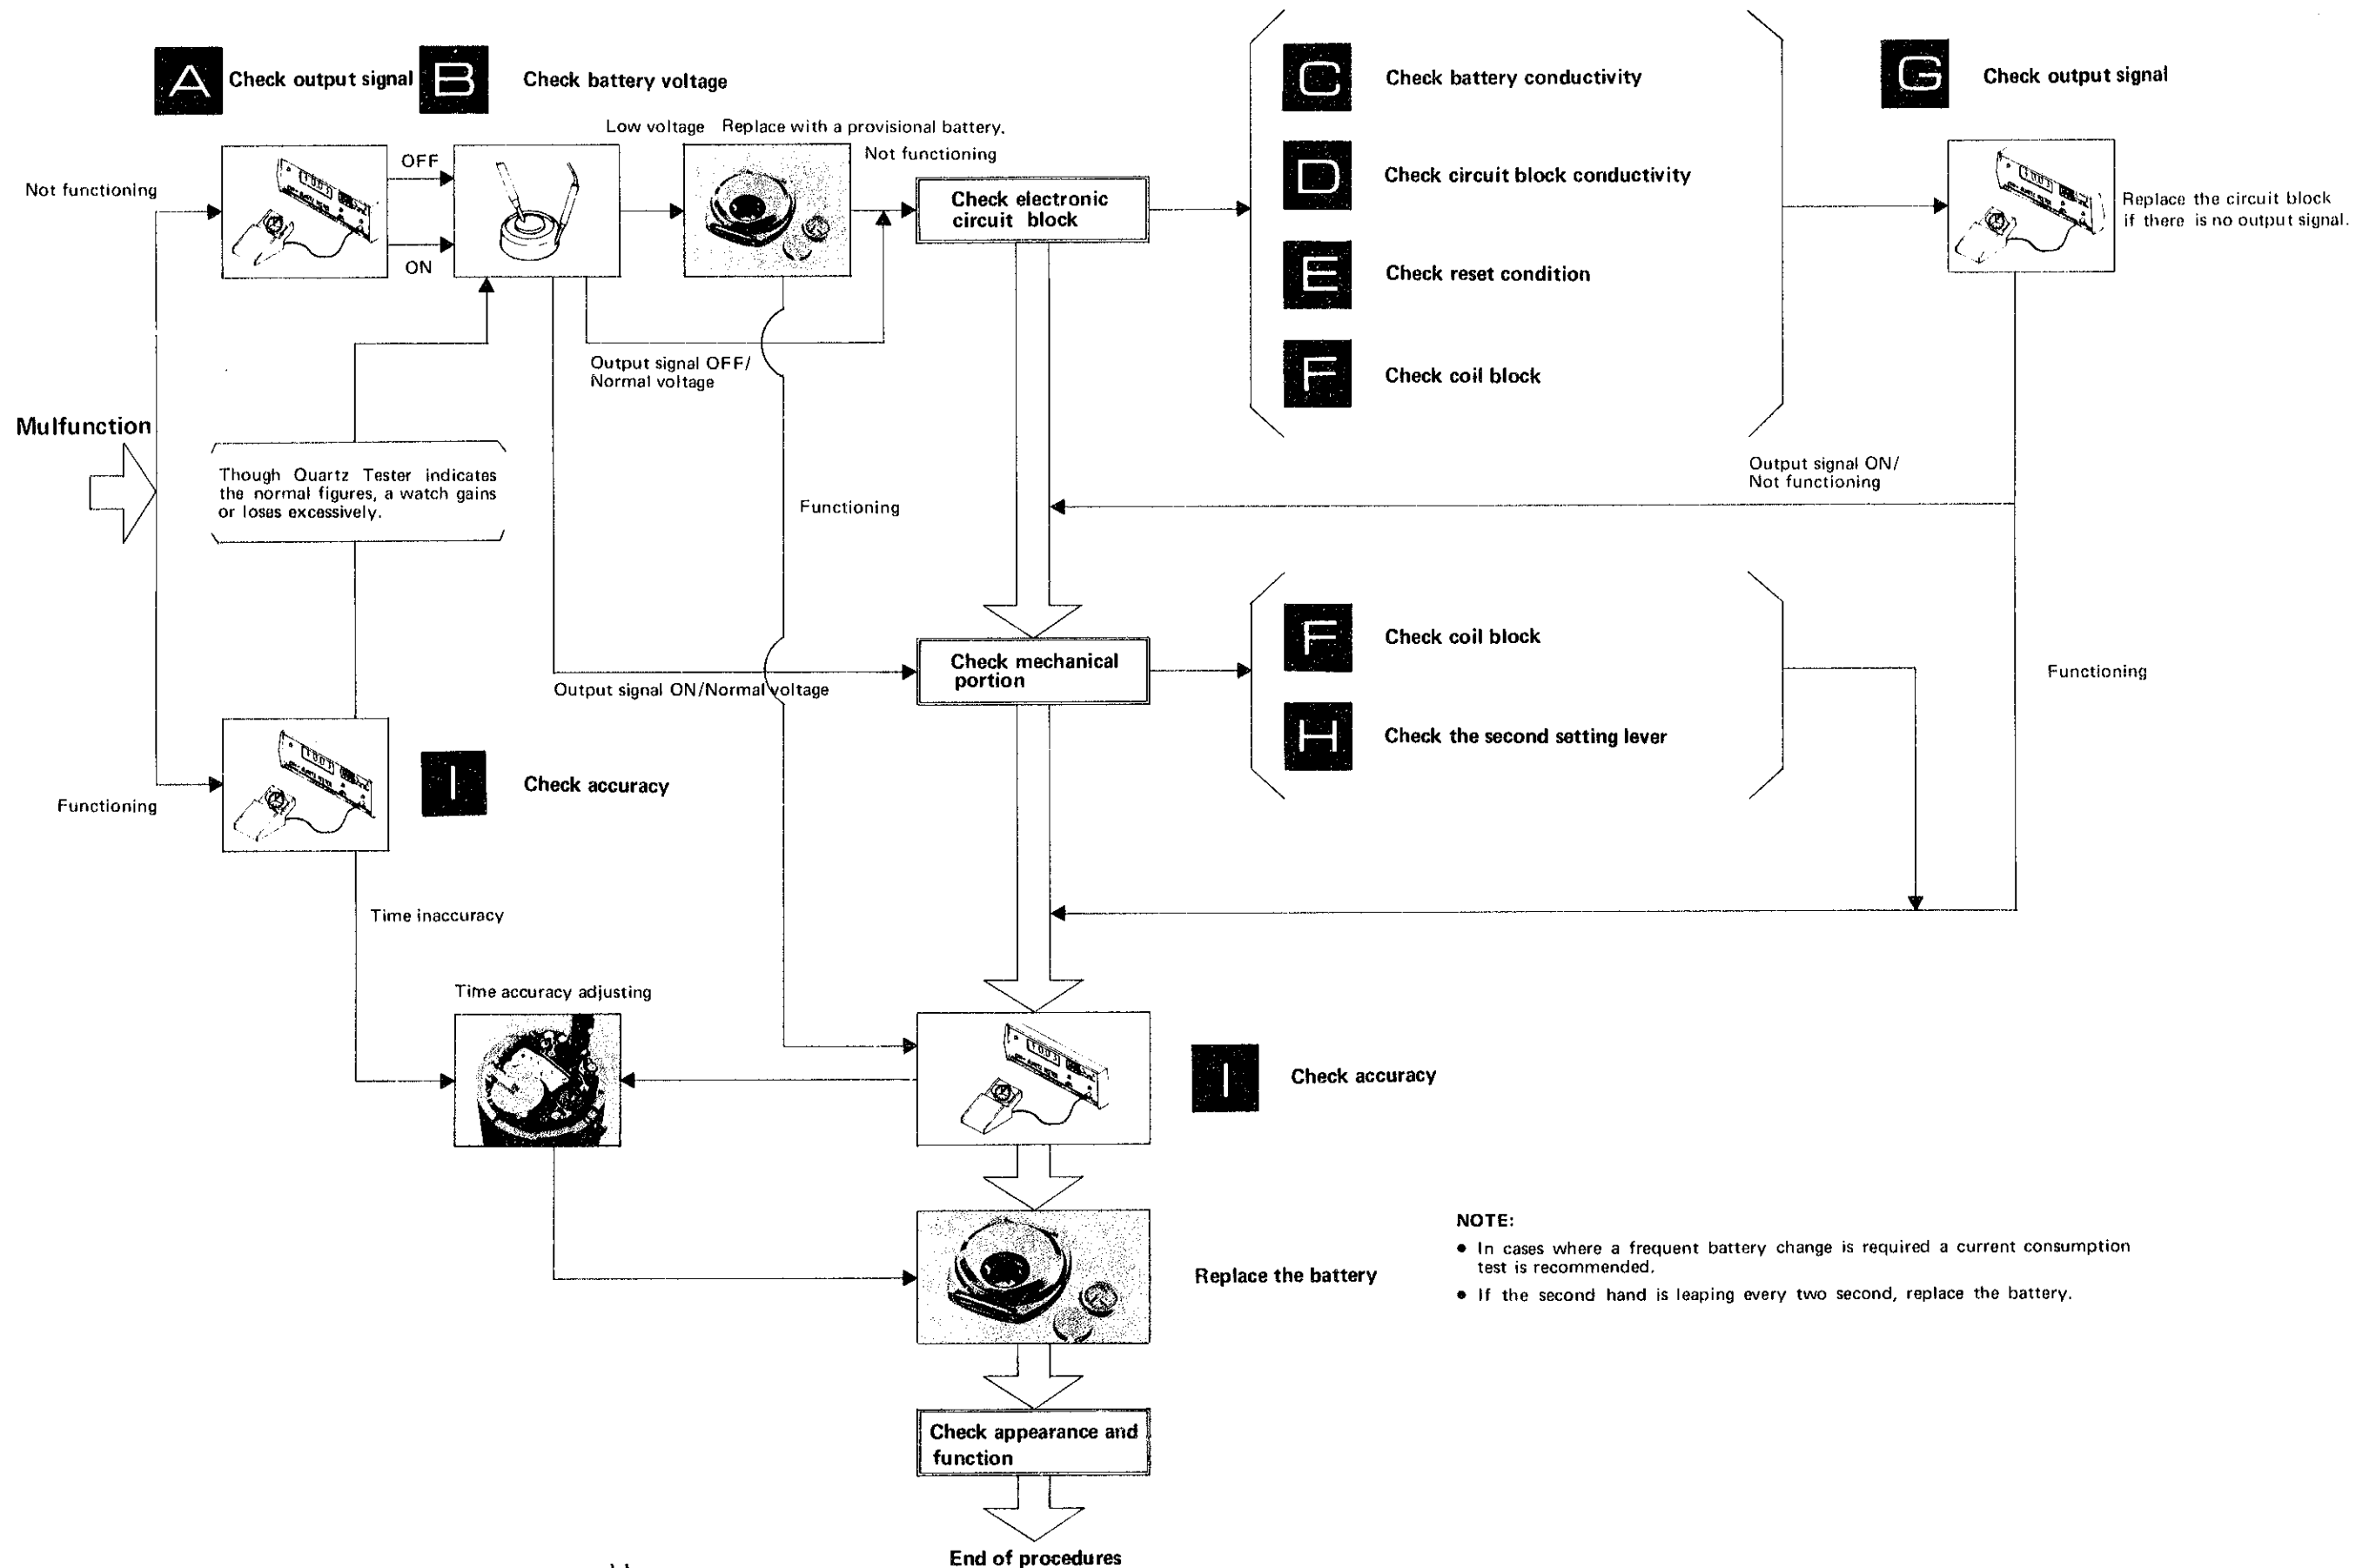 A Check output signal
B Check battery voltage
C Check battery conductivity
G Check output signal
Low voltage
Replace with a provisional battery.
OFF
Not functioning
Not functioning
ON
Check electronic
circuit block
D Check circuit block conductivity
Replace the circuit block
if there is no output signal.
E Check reset condition
F Check coil block
Output signal OFF/
Normal voltage
Mulfunction
Though Quartz Tester indicates
the normal figures, a watch gains
or loses excessively.
Functioning
Output signal ON/
Not functioning
F Check coil block
Check mechanical
portion
Output signal ON/Normal voltage
Functioning
H Check the second setting lever
I Check accuracy
Functioning
Time inaccuracy
Time accuracy adjusting
I Check accuracy
NOTE:
• In cases where a frequent battery change is required a current consumption
test is recommended.
• If the second hand is leaping every two second, replace the battery.
Replace the battery
Check appearance and
function
End of procedures